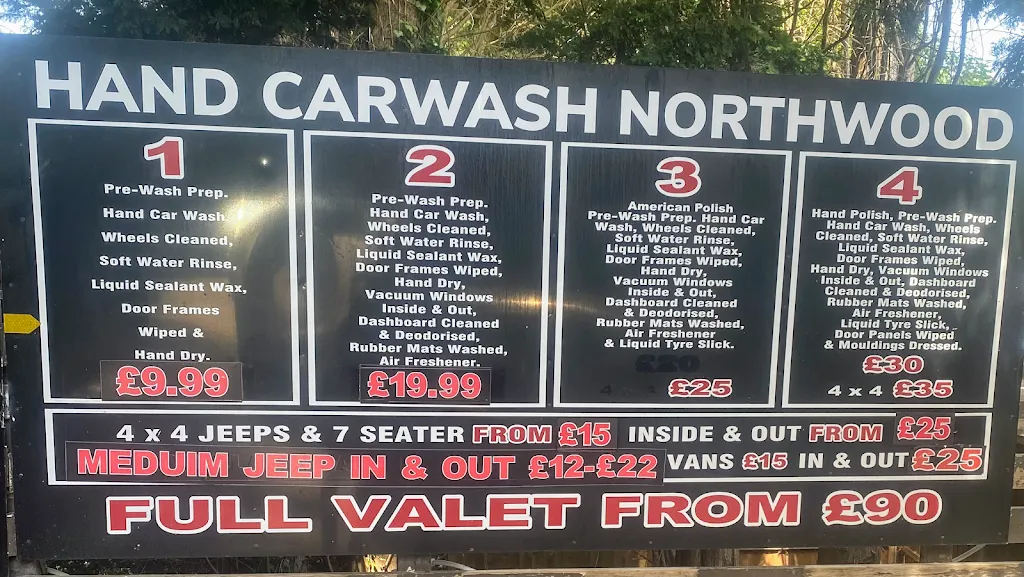 HAND CARWASH NORTHWOOD
1
Pre-Wash Prep.
Hand Car Wash
Wheels Cleaned,
Soft Water Rinse,
Liquid Sealant Wax,
Door Frames
Wiped &
Hand Dry.
£9.99
2
Pre-Wash Prep.
Hand Car Wash,
Wheels Cleaned,
Soft Water Rinse,
Liquid Sealant Wax,
Door Frames Wiped,
Hand Dry,
Vacuum Windows
Inside & Out,
Dashboard Cleaned
& Deodorised,
Rubber Mats Washed,
Air Freshener.
£19.99
3
American Polish
Pre-Wash Prep. Hand Car
Wash, Wheels Cleaned,
Soft Water Rinse,
Liquid Sealant Wax,
Door Frames Wiped,
Hand Dry,
Vacuum Windows
Inside & Out,
Dashboard Cleaned
& Deodorised,
Rubber Mats Washed,
Air Freshener
& Liquid Tyre Slick.
£20
£25
4
Hand Polish, Pre-Wash Prep.
Hand Car Wash, Wheels
Cleaned, Soft Water Rinse,
Liquid Sealant Wax,
Door Frames Wiped,
Hand Dry, Vacuum Windows
Inside & Out, Dashboard
Cleaned & Deodorised,
Rubber Mats Washed,
Air Freshener,
Liquid Tyre Slick,
Door Panels Wiped
& Mouldings Dressed.
£30
4 x 4 £35
4 x 4 JEEPS & 7 SEATER FROM £15 INSIDE & OUT FROM £25
MEDUIM JEEP IN & OUT £12-£22 VANS £15 IN & OUT £25
FULL VALET FROM £90